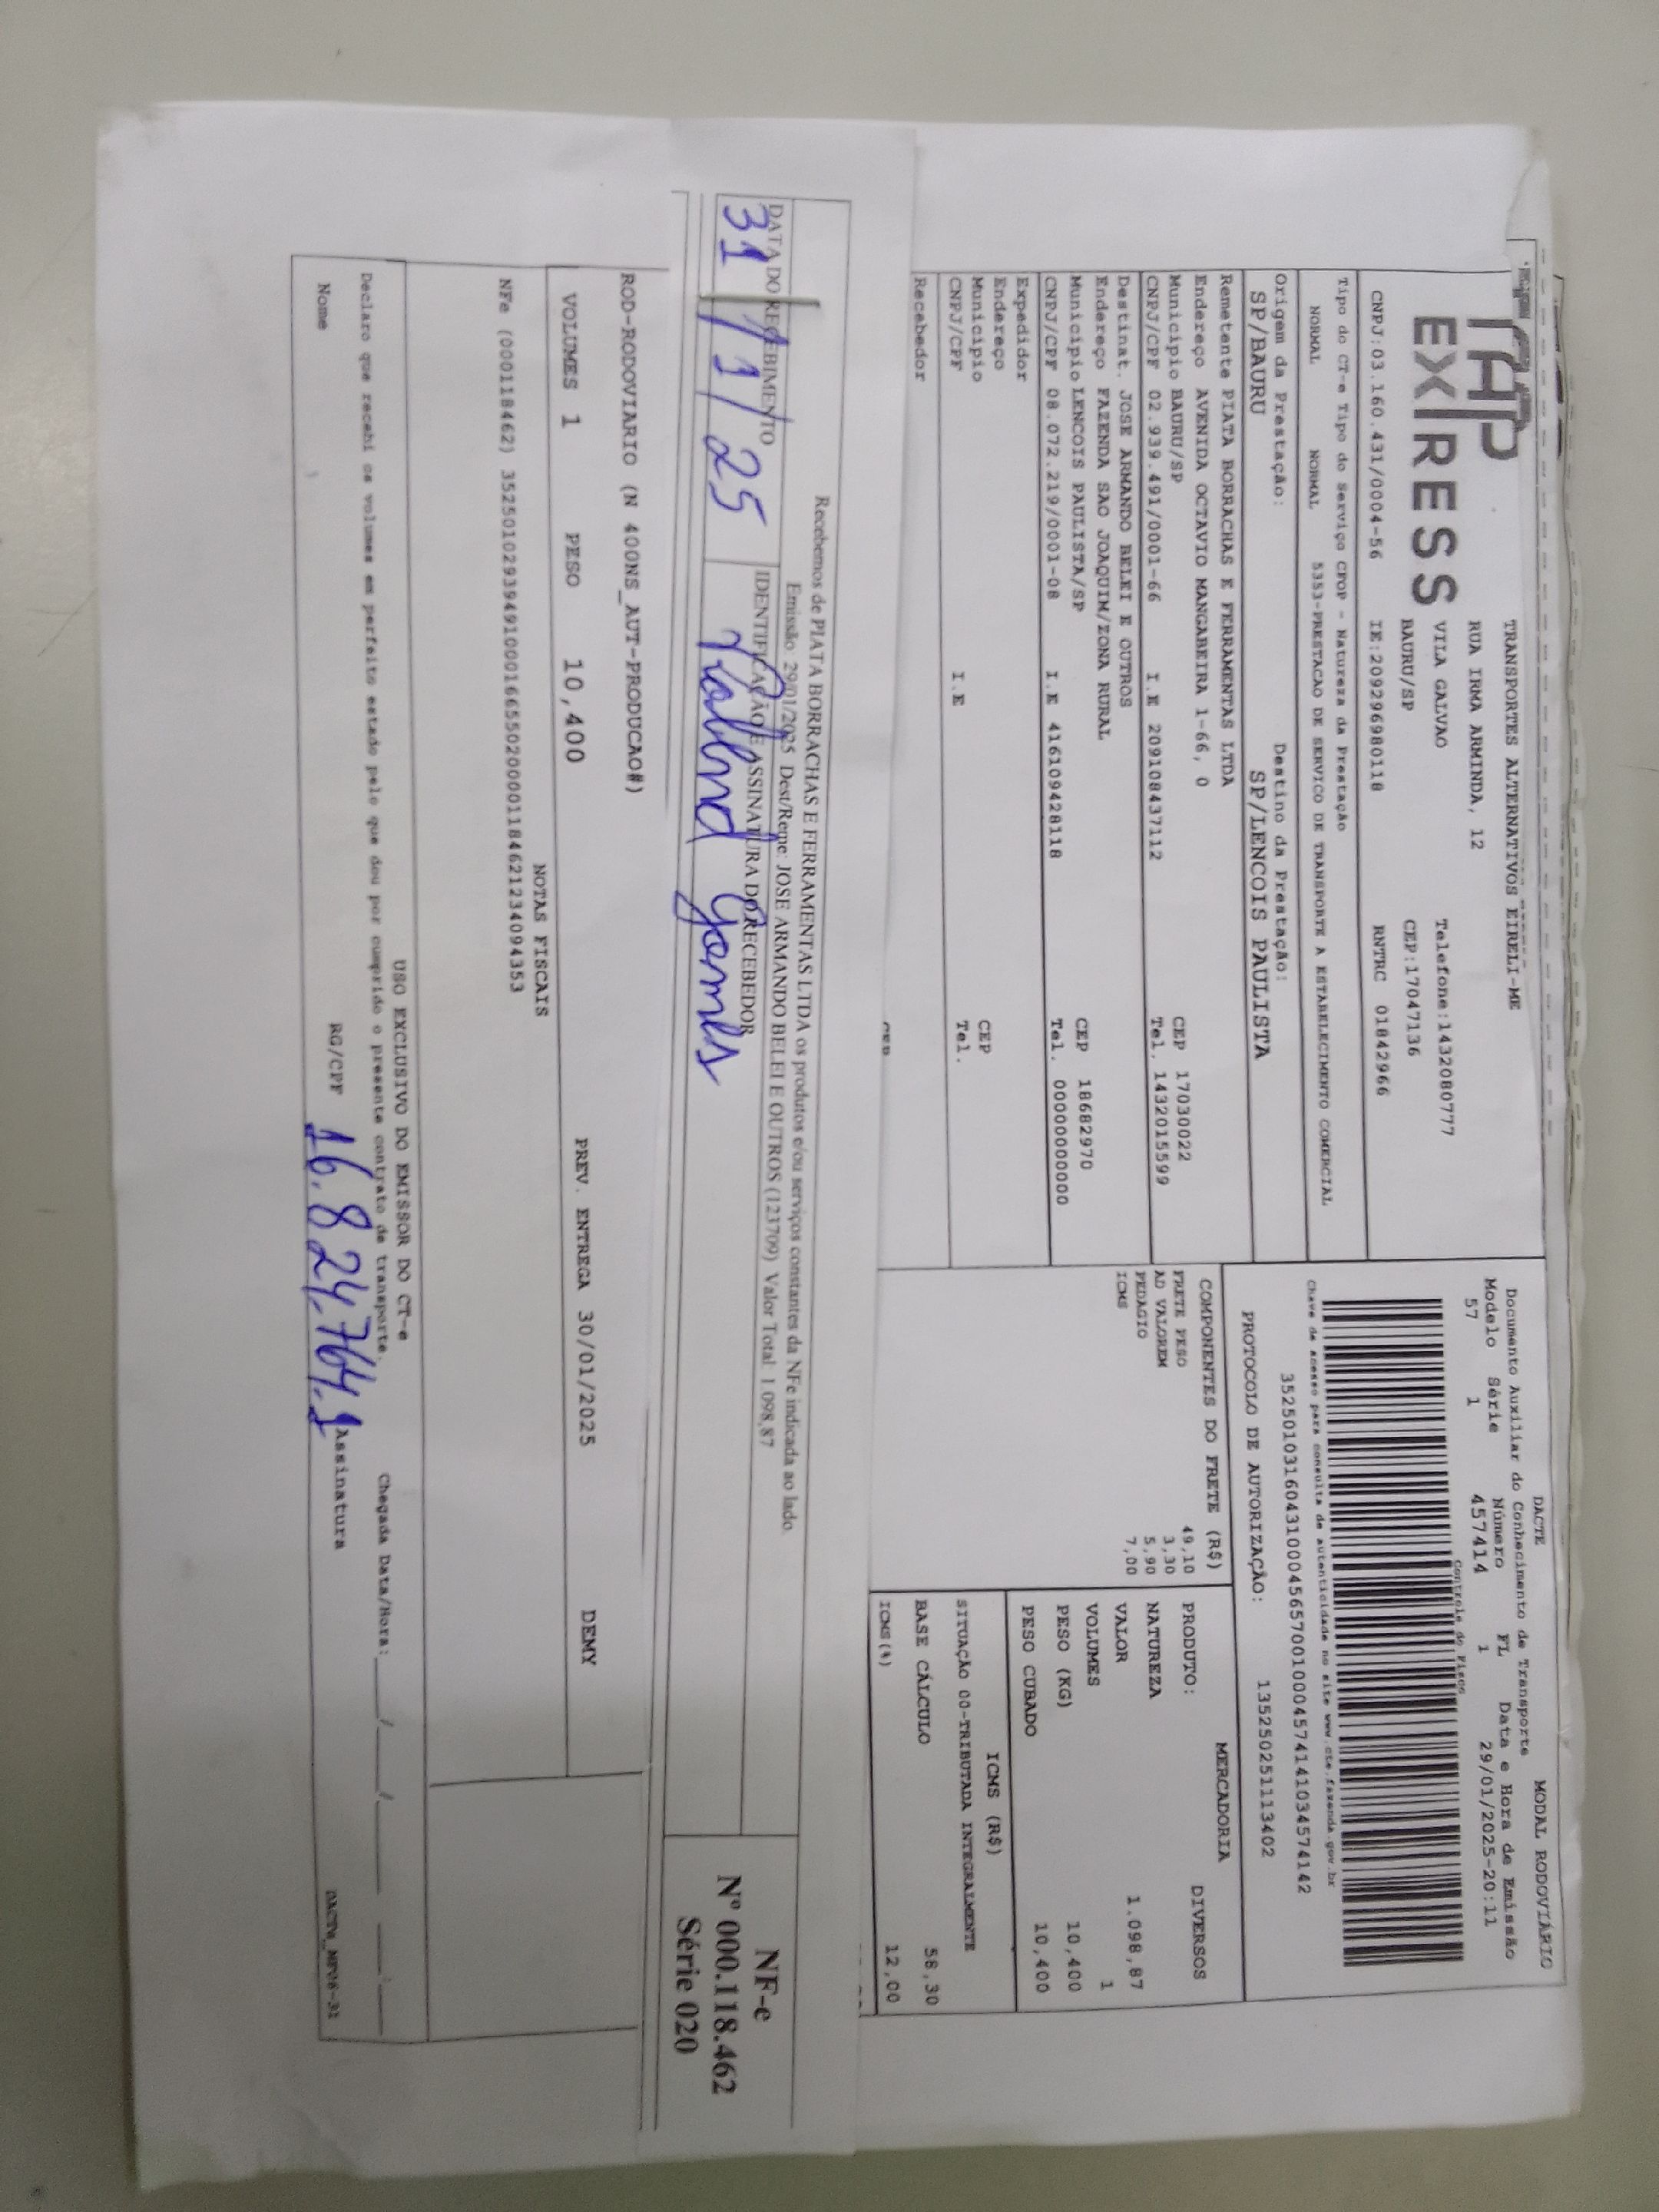 TAP
EXPRESS
TRANSPORTES ALTERNATIVOS EIRELI-ME
RUA IRMA ARMINDA, 12
VILA GALVAO Telefone:1432080777
BAURU/SP CEP:17047136
CNPJ:03.160.431/0004-56 IE:209296980118 RNTRC 01842966
Tipo do CT-e Tipo do Serviço CFOP - Natureza da Prestação
NORMAL NORMAL 5353-PRESTACAO DE SERVICO DE TRANSPORTE A ESTABELECIMENTO COMERCIAL
Origem da Prestação: Destino da Prestação:
SP/BAURU SP/LENCOIS PAULISTA
Remetente PIATA BORRACHAS E FERRAMENTAS LTDA
Endereço AVENIDA OCTAVIO MANGABEIRA 1-66, 0
Municipio BAURU/SP CEP 17030022
CNPJ/CPF 02.939.491/0001-66 I.E 209108437112 Tel. 1432015599
Destinat. JOSE ARMANDO BELEI E OUTROS
Endereço FAZENDA SAO JOAQUIM/ZONA RURAL
Municipio LENCOIS PAULISTA/SP CEP 18682970
CNPJ/CPF 08.072.219/0001-08 I.E 416109428118 Tel. 00000000000
Expedidor
Endereço
Municipio CEP
CNPJ/CPF I.E Tel.
Recebedor
DACTE MODAL RODOVIÁRIO
Documento Auxiliar do Conhecimento de Transporte
Modelo Série Número FL Data e Hora de Emissão
57 1 457414 1 29/01/2025-20:11
Controle do Fisco
Chave de acesso para consulta de autenticidade no site www.cte.fazenda.gov.br
35250103160431000456570010004574141034574142
PROTOCOLO DE AUTORIZAÇÃO: 135250251113402
COMPONENTES DO FRETE (R$)
FRETE PESO 49,10
AD VALOREM 3,30
PEDAGIO 5,90
ICMS 7,00
MERCADORIA
PRODUTO: DIVERSOS
NATUREZA
VALOR 1.098,87
VOLUMES 1
PESO (KG) 10,400
PESO CUBADO 10,400
ICMS (R$)
SITUAÇÃO 00-TRIBUTADA INTEGRALMENTE
BASE CÁLCULO 58,30
ICMS(%) 12,00
Recebemos de PIATA BORRACHAS E FERRAMENTAS LTDA os produtos e/ou serviços constantes da NFe indicada ao lado.
Emissão: 29/01/2025 Dest/Reme: JOSE ARMANDO BELEI E OUTROS (123709) Valor Total: 1.098,87
DATA DO RECEBIMENTO IDENTIFICAÇÃO E ASSINATURA DO RECEBEDOR
31/1/25 Gomes
NF-e
Nº 000.118.462
Série 020
ROD-RODOVIARIO (N 400NS_AUT-PRODUCAO#)
VOLUMES 1 PESO 10,400 PREV. ENTREGA 30/01/2025 DEMY
NOTAS FISCAIS
NFe (000118462) 35250102939491000166550200001184621234094353
USO EXCLUSIVO DO EMISSOR DO CT-e
Declaro que recebi os volumes em perfeito estado pelo que dou por cumprido o presente contrato de transporte. Chegada Data/Hora: ___/___/___ ___:___
Nome RG/CPF 16.824.764.1 Assinatura